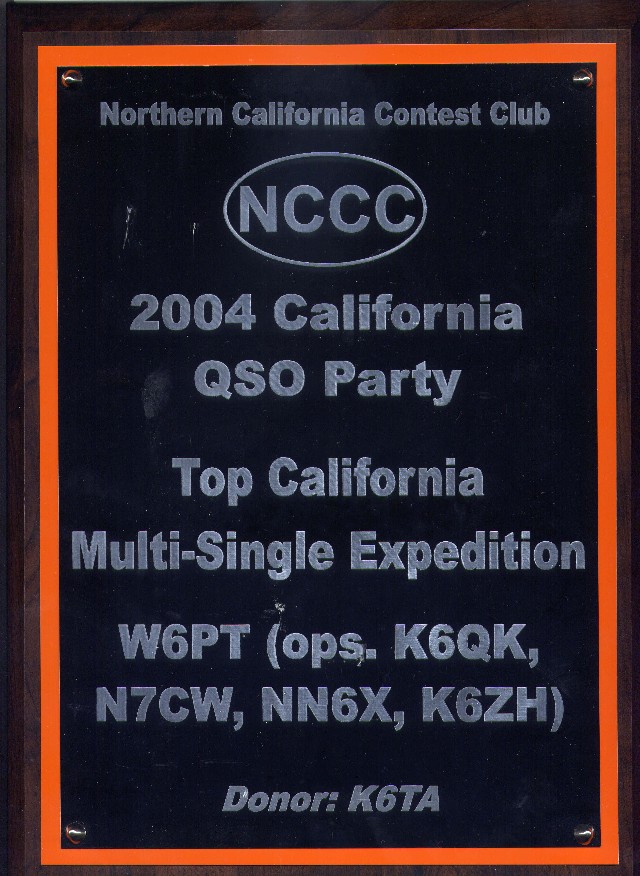 Northern California Contest Club
NCCC
2004 California
QSO Party
Top California
Multi-Single Expedition
W6PT (ops. K6QK,
N7CW, NN6X, K6ZH)
Donor: K6TA